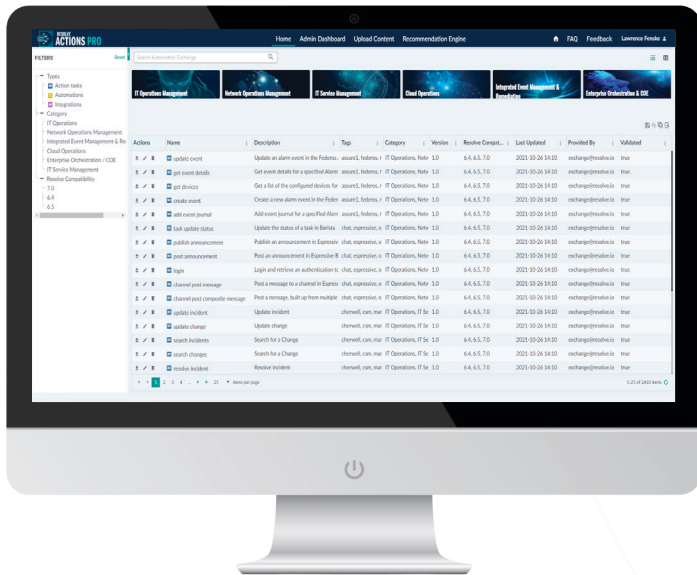 RESOLVE
ACTIONS PRO
Home Admin Dashboard Upload Content Recommendation Engine
FAQ Feedback Lawrence Fenske
FILTERS Reset
Search Automation Exchange
Types
Action tasks
Automations
Integrations
Category
IT Operations
Network Operations Management
Integrated Event Management & Re
Cloud Operations
Enterprise Orchestration / COE
IT Service Management
Resolve Compatibility
7.0
6.4
6.5
IT Operations Management
Network Operations Management
IT Service Management
Cloud Operations
Integrated Event Management &
Remediation
Enterprise Orchestration & COE
Actions Name Description Tags Category Version Resolve Compat... Last Updated Provided By Validated
update event Update an alarm event in the Federos. assure1, federos, r IT Operations, Netw 1.0 6.4, 6.5, 7.0 2021-10-26 14:10 exchange@resolve.io true
get event details Get event details for a specified Alarm assure1, federos, r IT Operations, Netw 1.0 6.4, 6.5, 7.0 2021-10-26 14:10 exchange@resolve.io true
get devices Get a list of the configured devices for assure1, federos, r IT Operations, Netw 1.0 6.4, 6.5, 7.0 2021-10-26 14:10 exchange@resolve.io true
create event Create a new alarm event in the Feder assure1, federos, r IT Operations, Netw 1.0 6.4, 6.5, 7.0 2021-10-26 14:10 exchange@resolve.io true
add event journal Add event journal for a specified Alarm assure1, federos, r IT Operations, Netw 1.0 6.4, 6.5, 7.0 2021-10-26 14:10 exchange@resolve.io true
task update status Update the status of a task in Barista chat, espressive, o IT Operations, Netw 1.0 6.4, 6.5, 7.0 2021-10-26 14:10 exchange@resolve.io true
publish announcement Publish an announcement in Espressiv chat, espressive, o IT Operations, Netw 1.0 6.4, 6.5, 7.0 2021-10-26 14:10 exchange@resolve.io true
post announcement Post an announcement in Espressive B chat, espressive, o IT Operations, Netw 1.0 6.4, 6.5, 7.0 2021-10-26 14:10 exchange@resolve.io true
login Login and retrieve an authentication t chat, espressive, o IT Operations, Netw 1.0 6.4, 6.5, 7.0 2021-10-26 14:10 exchange@resolve.io true
channel post message Post a message to a channel in Espress chat, espressive, o IT Operations, Netw 1.0 6.4, 6.5, 7.0 2021-10-26 14:10 exchange@resolve.io true
channel post composite message Post a message, built up from multiple chat, espressive, o IT Operations, Netw 1.0 6.4, 6.5, 7.0 2021-10-26 14:10 exchange@resolve.io true
update incident Update incident cherwell, csm, mar IT Operations, IT Se 1.0 6.4, 6.5, 7.0 2021-10-26 14:10 exchange@resolve.io true
update change Update change cherwell, csm, mar IT Operations, IT Se 1.0 6.4, 6.5, 7.0 2021-10-26 14:10 exchange@resolve.io true
search incidents Search for a Change cherwell, csm, mar IT Operations, IT Se 1.0 6.4, 6.5, 7.0 2021-10-26 14:10 exchange@resolve.io true
search changes Search for a Change cherwell, csm, mar IT Operations, IT Se 1.0 6.4, 6.5, 7.0 2021-10-26 14:10 exchange@resolve.io true
resolve incident Resolve incident cherwell, csm, mar IT Operations, IT Se 1.0 6.4, 6.5, 7.0 2021-10-26 14:10 exchange@resolve.io true
1 2 3 4 ... 25 items per page 1-25 of 2410 items